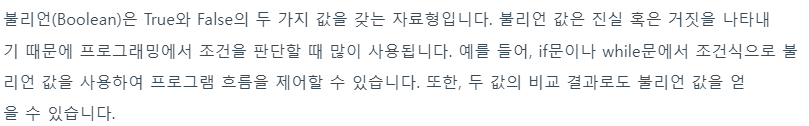 불리언(Boolean)은 True와 False의 두 가지 값을 갖는 자료형입니다. 불리언 값은 진실 혹은 거짓을 나타내
기 때문에 프로그래밍에서 조건을 판단할 때 많이 사용됩니다. 예를 들어, if문이나 while문에서 조건식으로 불
리언 값을 사용하여 프로그램 흐름을 제어할 수 있습니다. 또한, 두 값의 비교 결과로도 불리언 값을 얻
을 수 있습니다.